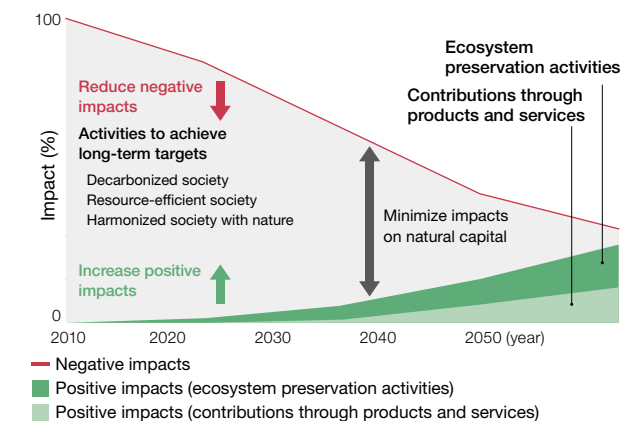 100
Ecosystem
preservation activities
Contributions through
products and services
Reduce negative
impacts
Activities to achieve
long-term targets
Decarbonized society
Resource-efficient society
Harmonized society with nature
Impact (%)
Minimize impacts
on natural capital
Increase positive
impacts
0
2010 2020 2030 2040 2050 (year)
Negative impacts
Positive impacts (ecosystem preservation activities)
Positive impacts (contributions through products and services)